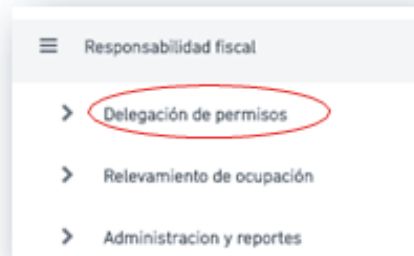 Responsabilidad fiscal
Delegación de permisos
Relevamiento de ocupación
Administracion y reportes